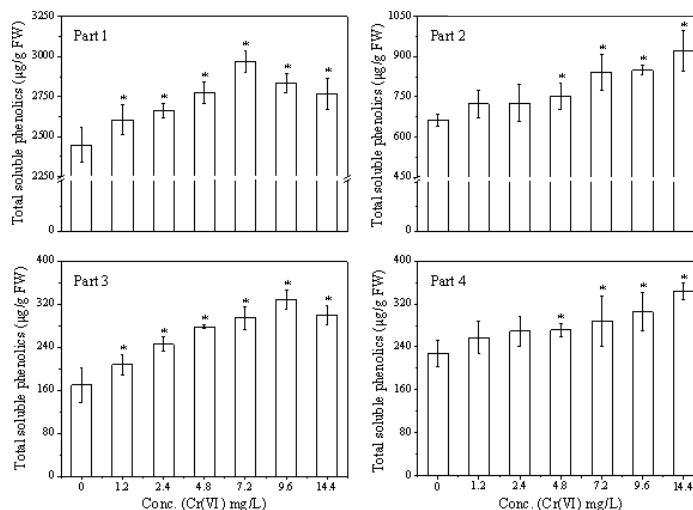 Part 1
Total soluble phenolics (µg/g FW)
3250
3000
2750
2500
2250
0
* * * * * *
Part 2
Total soluble phenolics (µg/g FW)
1050
900
750
600
450
0
* * * *
Part 3
Total soluble phenolics (µg/g FW)
400
320
240
160
80
0
* * * * * *
0 1.2 2.4 4.8 7.2 9.6 14.4
Conc. (Cr(VI) mg/L)
Part 4
Total soluble phenolics (µg/g FW)
400
320
240
160
80
0
* * * *
0 1.2 2.4 4.8 7.2 9.6 14.4
Conc. (Cr(VI) mg/L)